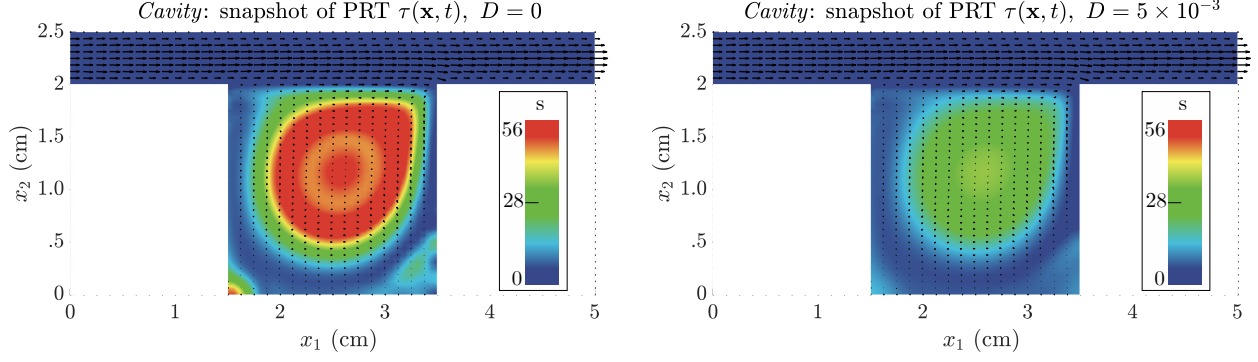 Cavity: snapshot of PRT τ(x, t), D = 0
2.5
2
1.5
1.0
.5
0
x₂ (cm)
s
56
28
0
0 1 2 3 4 5
x₁ (cm)
Cavity: snapshot of PRT τ(x, t), D = 5 × 10⁻³
2.5
2
1.5
1.0
.5
0
x₂ (cm)
s
56
28
0
0 1 2 3 4 5
x₁ (cm)